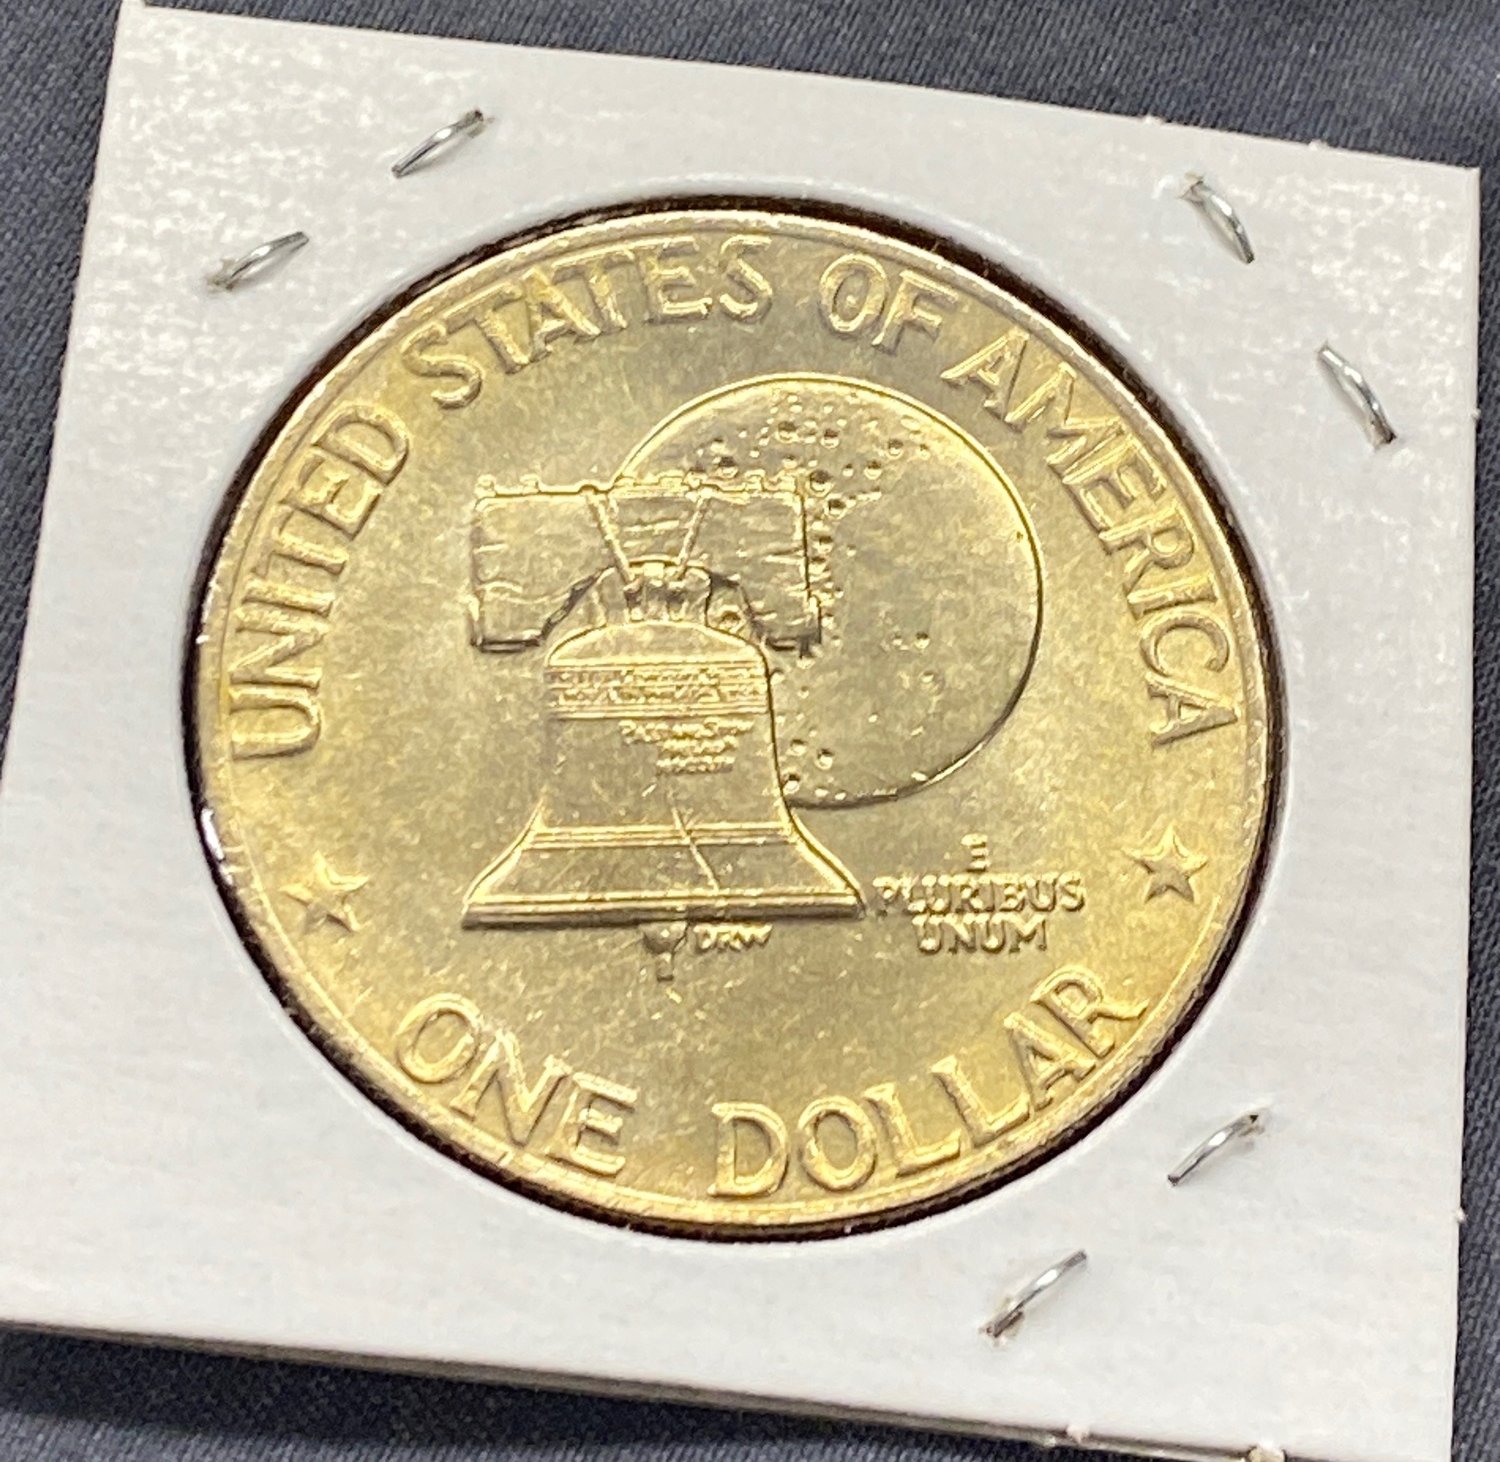 UNITED STATES OF AMERICA
E
PLURIBUS
UNUM
DRW
ONE DOLLAR